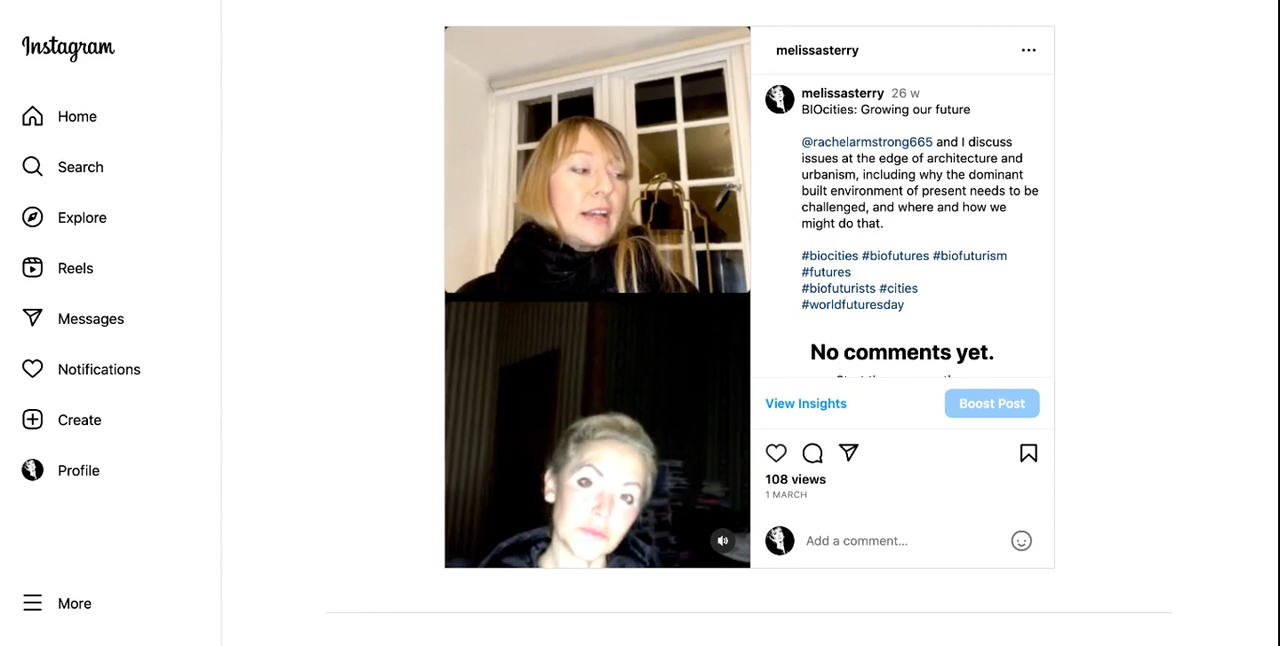 Instagram
Home
Search
Explore
Reels
Messages
Notifications
Create
Profile
More
melissasterry
melissasterry 26 w
BIOcities: Growing our future
@rachelarmstrong665 and I discuss
issues at the edge of architecture and
urbanism, including why the dominant
built environment of present needs to be
challenged, and where and how we
might do that.
#biocities #biofutures #biofuturism
#futures
#biofuturists #cities
#worldfuturesday
No comments yet.
View Insights
Boost Post
108 views
1 MARCH
Add a comment...